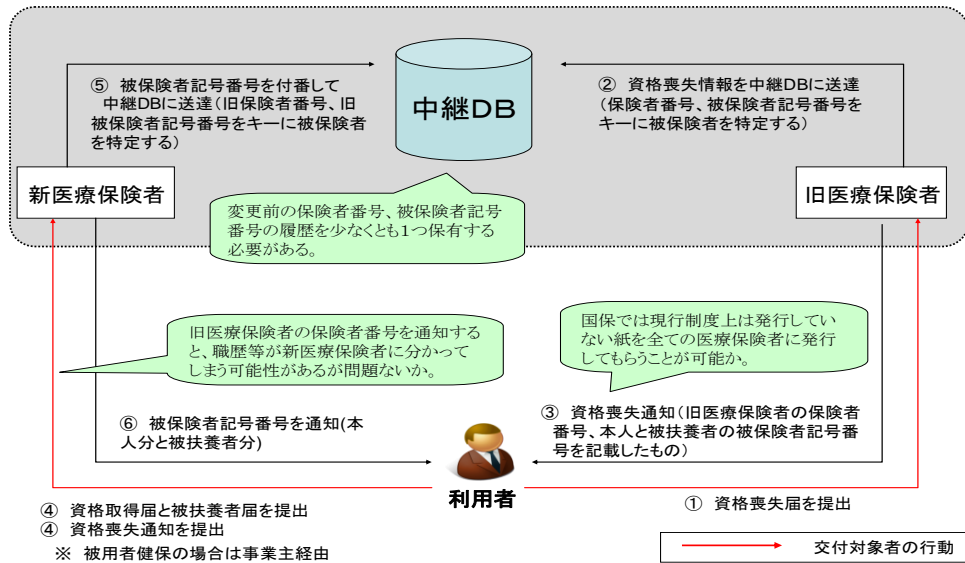 ⑤ 被保険者記号番号を付番して
中継DBに送達(旧保険者番号、旧
被保険者記号番号をキーに被保険者
を特定する)
中継DB
② 資格喪失情報を中継DBに送達
(保険者番号、被保険者記号番号を
キーに被保険者を特定する)
新医療保険者
旧医療保険者
変更前の保険者番号、被保険者記号
番号の履歴を少なくとも1つ保有する
必要がある。
旧医療保険者の保険者番号を通知する
と、職歴等が新医療保険者に分かって
しまう可能性があるが問題ないか。
国保では現行制度上は発行してい
ない紙を全ての医療保険者に発行
してもらうことが可能か。
⑥ 被保険者記号番号を通知(本
人分と被扶養者分)
③ 資格喪失通知(旧医療保険者の保険者
番号、本人と被扶養者の被保険者記号番
号を記載したもの)
利用者
④ 資格取得届と被扶養者届を提出
④ 資格喪失通知を提出
※ 被用者健保の場合は事業主経由
① 資格喪失届を提出
交付対象者の行動